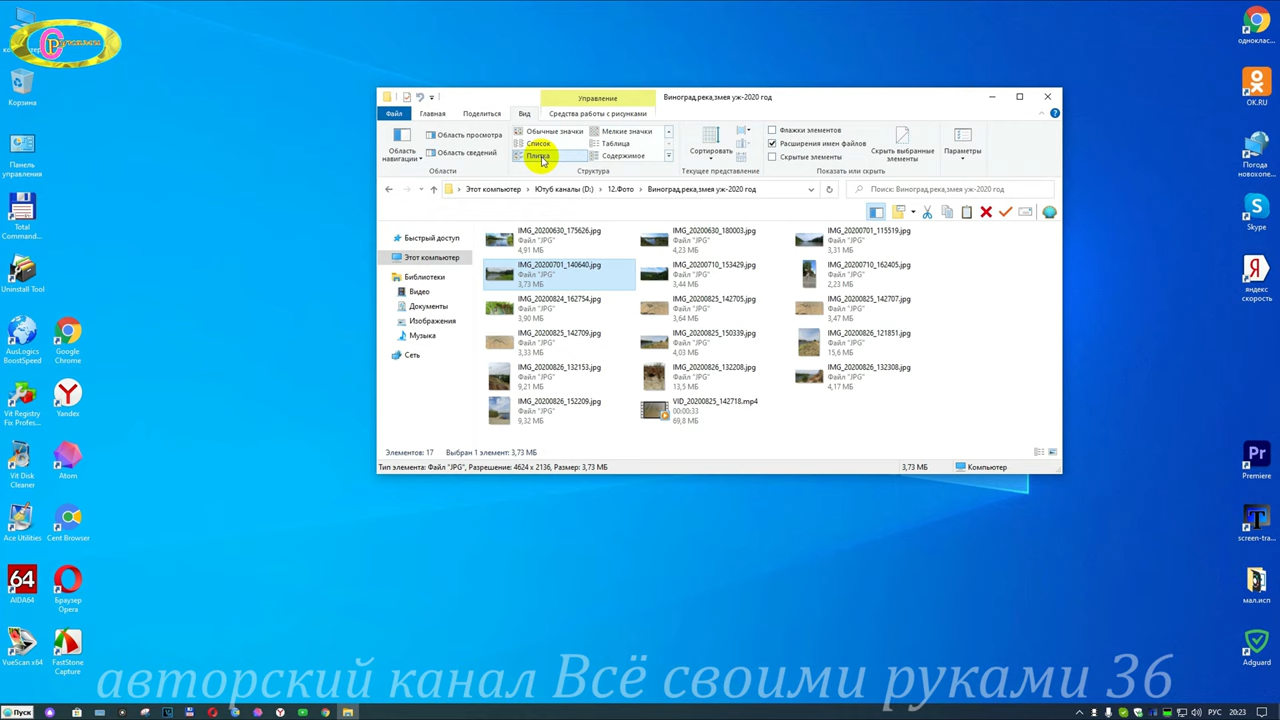 Корзина
Панель
управления
Total
Command...
Uninstall Tool
AusLogics
BoostSpeed
Google
Chrome
Vit Registry
Fix Profess...
Yandex
Vit Disk
Cleaner
Atom
Ace Utilities
Cent Browser
64
AIDA64
Браузер
Opera
VueScan x64
FastStone
Capture
Управление
Виноград,река,змея уж-2020 год
Файл
Главная
Поделиться
Вид
Средства работы с рисунками
Область
навигации
Область просмотра
Область сведений
Области
Обычные значки
Мелкие значки
Список
Таблица
Плитка
Содержимое
Структура
Сортировать
Текущее представление
Флажки элементов
Расширения имен файлов
Скрытые элементы
Скрыть выбранные
элементы
Показать или скрыть
Параметры
Этот компьютер > Ютуб каналы (D:) > 12.Фото > Виноград,река,змея уж-2020 год
Поиск: Виноград,река,змея уж-2020 год
Быстрый доступ
Этот компьютер
Библиотеки
Видео
Документы
Изображения
Музыка
Сеть
IMG_20200630_175626.jpg
Файл "JPG"
4,91 МБ
IMG_20200630_180003.jpg
Файл "JPG"
4,23 МБ
IMG_20200701_115519.jpg
Файл "JPG"
3,31 МБ
IMG_20200701_140640.jpg
Файл "JPG"
3,73 МБ
IMG_20200710_153429.jpg
Файл "JPG"
3,44 МБ
IMG_20200710_162405.jpg
Файл "JPG"
2,23 МБ
IMG_20200824_162754.jpg
Файл "JPG"
3,90 МБ
IMG_20200825_142705.jpg
Файл "JPG"
3,64 МБ
IMG_20200825_142707.jpg
Файл "JPG"
3,47 МБ
IMG_20200825_142709.jpg
Файл "JPG"
3,33 МБ
IMG_20200825_150339.jpg
Файл "JPG"
4,03 МБ
IMG_20200826_121851.jpg
Файл "JPG"
15,6 МБ
IMG_20200826_132153.jpg
Файл "JPG"
9,21 МБ
IMG_20200826_132208.jpg
Файл "JPG"
13,5 МБ
IMG_20200826_132308.jpg
Файл "JPG"
4,17 МБ
IMG_20200826_152209.jpg
Файл "JPG"
9,32 МБ
VID_20200825_142718.mp4
00:00:33
69,8 МБ
Элементов: 17 Выбран 1 элемент: 3,73 МБ
Тип элемента: Файл "JPG", Разрешение: 4624 x 2136, Размер: 3,73 МБ
3,73 МБ
Компьютер
одноклас...
OK.RU
Погода
новохопе...
Skype
яндекс
скорость
Pr
Premiere
screen-tra...
мал.исп
Adguard
авторский канал Всё своими руками 36
Пуск
РУС
20:23